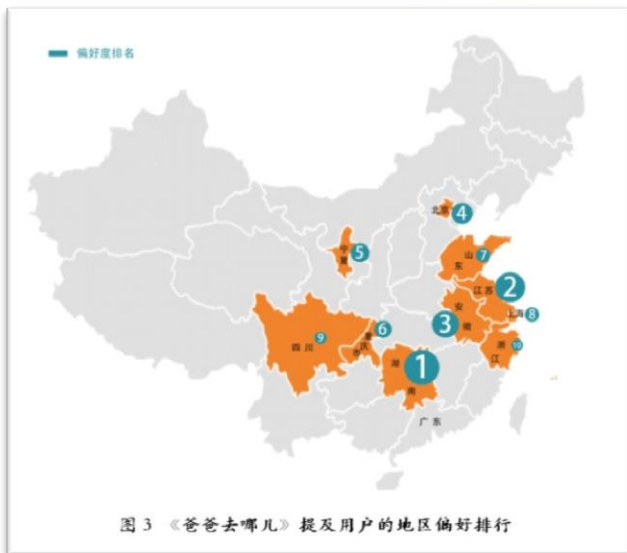 偏好度排名
北京 4
宁夏 5
山东 7
江苏 2
安徽 3
上海 8
重庆市 6
四川 9
浙江 10
湖南 1
广东
图 3 《爸爸去哪儿》提及用户的地区偏好排行